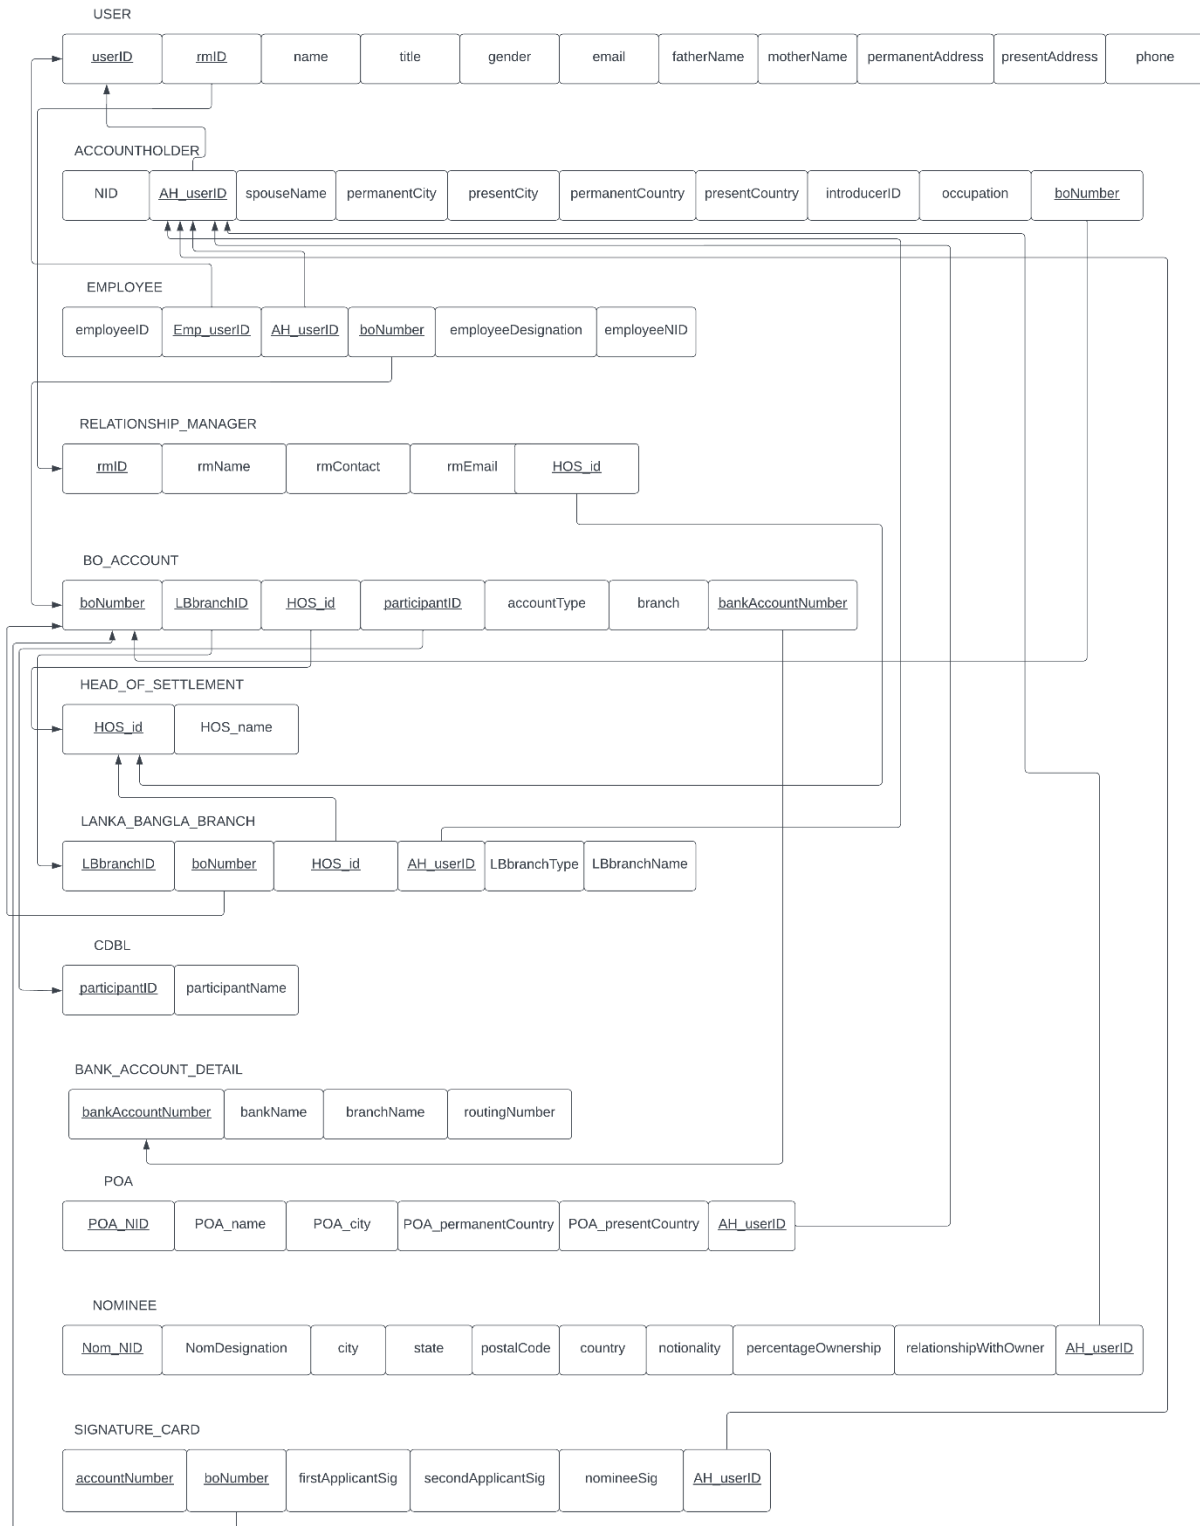 USER
userID rmID name title gender email fatherName motherName permanentAddress presentAddress phone
ACCOUNTHOLDER
NID AH_userID spouseName permanentCity presentCity permanentCountry presentCountry introducerID occupation boNumber
EMPLOYEE
employeeID Emp_userID AH_userID boNumber employeeDesignation employeeNID
RELATIONSHIP_MANAGER
rmID rmName rmContact rmEmail HOS_id
BO_ACCOUNT
boNumber LBbranchID HOS_id participantID accountType branch bankAccountNumber
HEAD_OF_SETTLEMENT
HOS_id HOS_name
LANKA_BANGLA_BRANCH
LBbranchID boNumber HOS_id AH_userID LBbranchType LBbranchName
CDBL
participantID participantName
BANK_ACCOUNT_DETAIL
bankAccountNumber bankName branchName routingNumber
POA
POA_NID POA_name POA_city POA_permanentCountry POA_presentCountry AH_userID
NOMINEE
Nom_NID NomDesignation city state postalCode country notionality percentageOwnership relationshipWithOwner AH_userID
SIGNATURE_CARD
accountNumber boNumber firstApplicantSig secondApplicantSig nomineeSig AH_userID